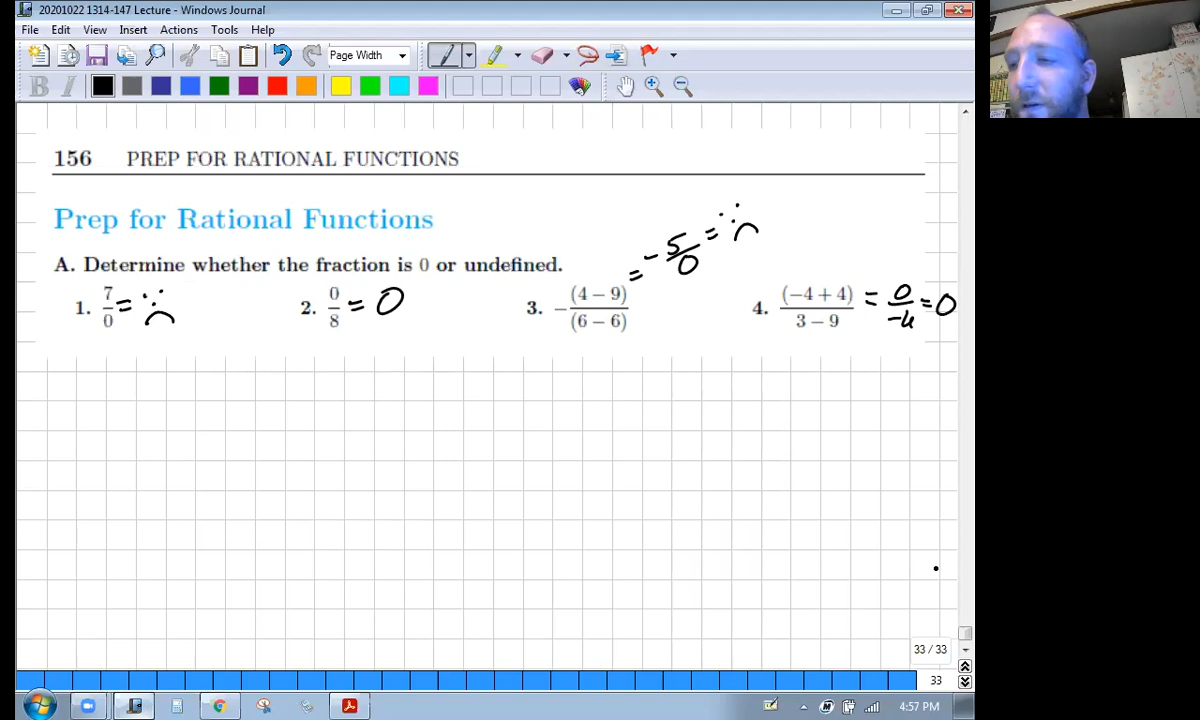 20201022 1314-147 Lecture - Windows Journal
File Edit View Insert Actions Tools Help
Page Width
B I
156 PREP FOR RATIONAL FUNCTIONS
Prep for Rational Functions
A. Determine whether the fraction is 0 or undefined.
1. 7/0 = :(
2. 0/8 = 0
3. -(4 − 9)/(6 − 6) = -5/0 = :(
4. (−4 + 4)/3 − 9 = 0/-6 = 0
33 / 33
33
4:57 PM